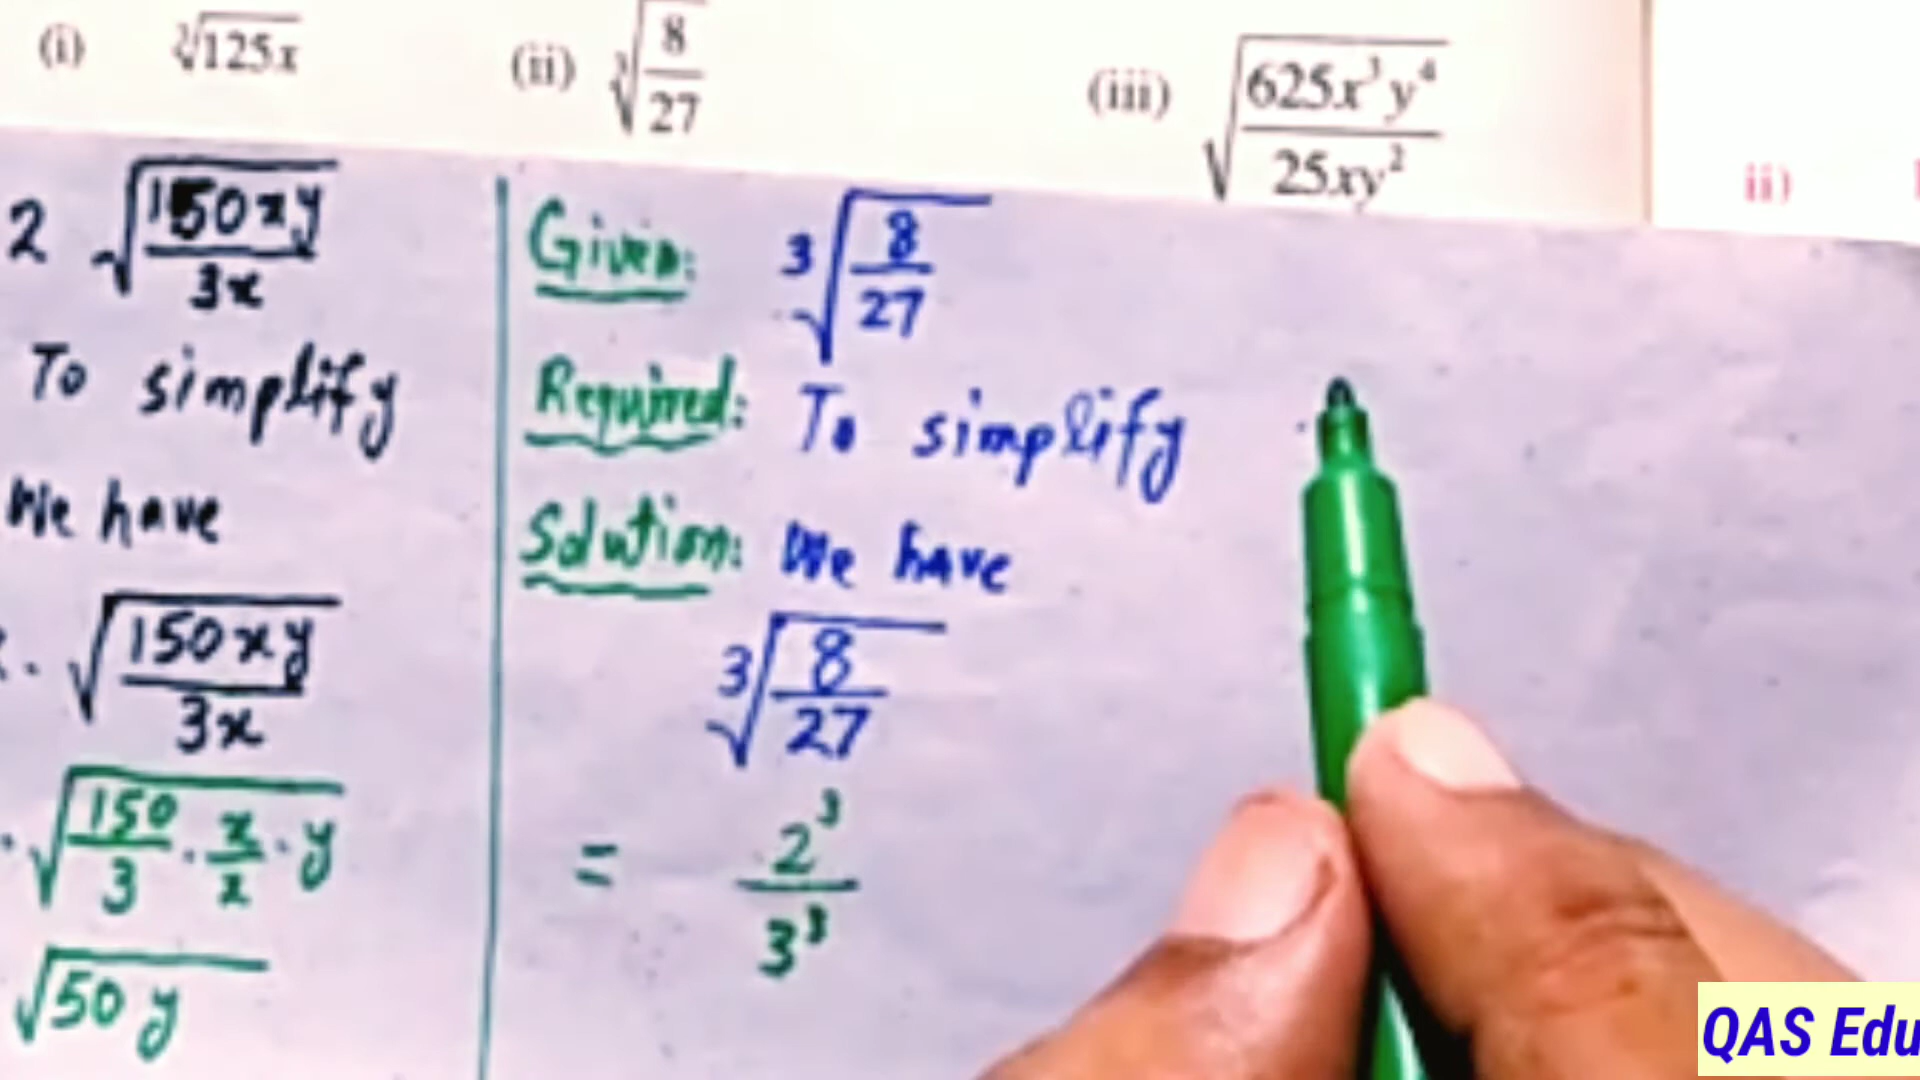 (i) ∛125x (ii) ∛(8/27) (iii) √(625x³y⁴/25xy²)
ii)
2 √(150xy/3x)
To simplify
We have
. √(150xy/3x)
. √(150/3 . x/x . y)
√50y
Given: ∛(8/27)
Required: To simplify
Solution: We have
∛(8/27)
= 2³/3³
QAS Edu